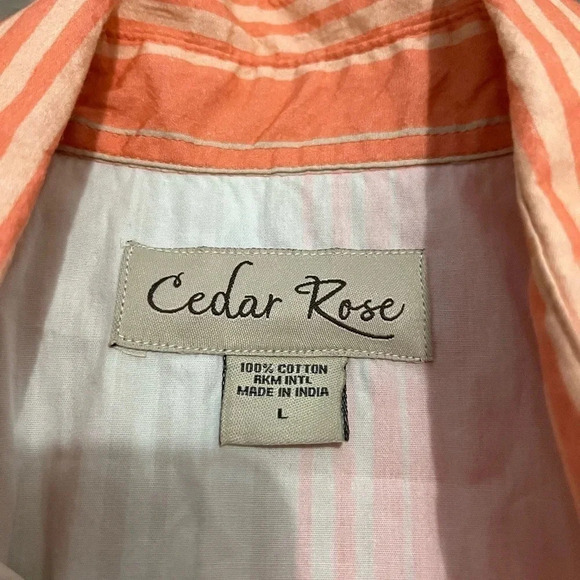 Cedar Rose
100% COTTON
RKM INTL
MADE IN INDIA
L